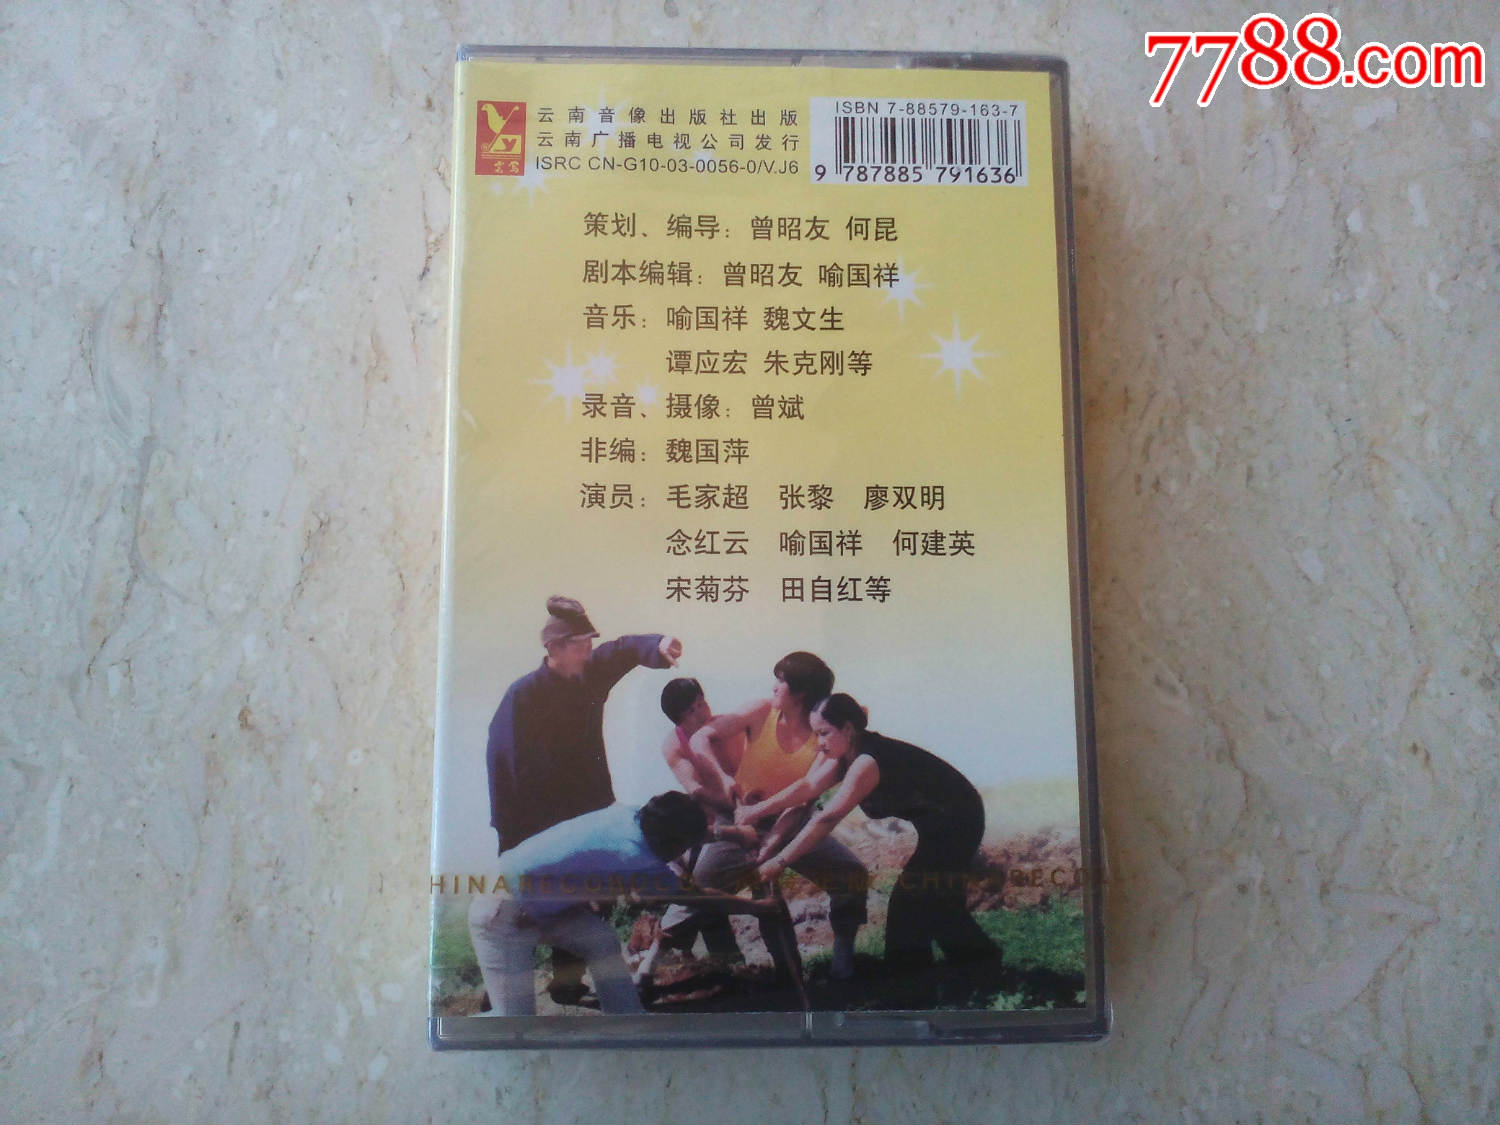 7788.com
云南音像出版社出版
云南广播电视公司发行
ISRC CN-G10-03-0056-0/V.J6
ISBN 7-88579-163-7
9 787885 791636
策划、编导：曾昭友 何昆
剧本编辑：曾昭友 喻国祥
音乐：喻国祥 魏文生
谭应宏 朱克刚等
录音、摄像：曾斌
非编：魏国萍
演员：毛家超 张黎 廖双明
念红云 喻国祥 何建英
宋菊芬 田自红等